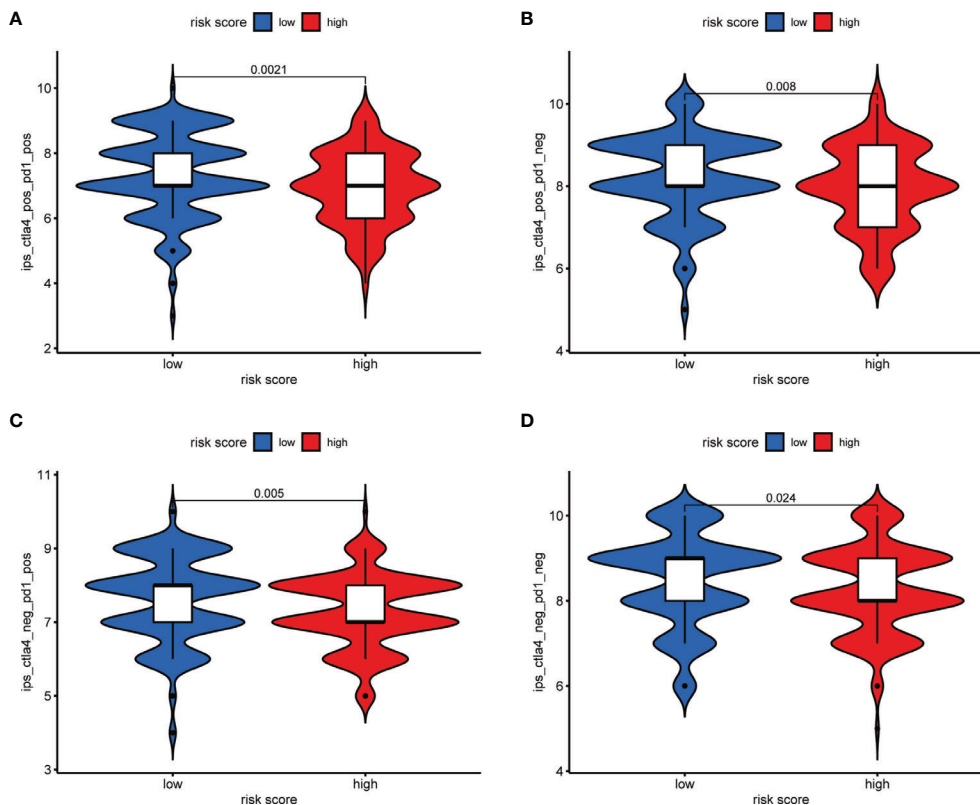 A
risk score low high
ips_ctla4_pos_pd1_pos
10
8
6
4
2
0.0021
low high
risk score
B
risk score low high
ips_ctla4_pos_pd1_neg
10
8
6
4
0.008
low high
risk score
C
risk score low high
ips_ctla4_neg_pd1_pos
11
9
7
5
3
0.005
low high
risk score
D
risk score low high
ips_ctla4_neg_pd1_neg
10
8
6
4
0.024
low high
risk score